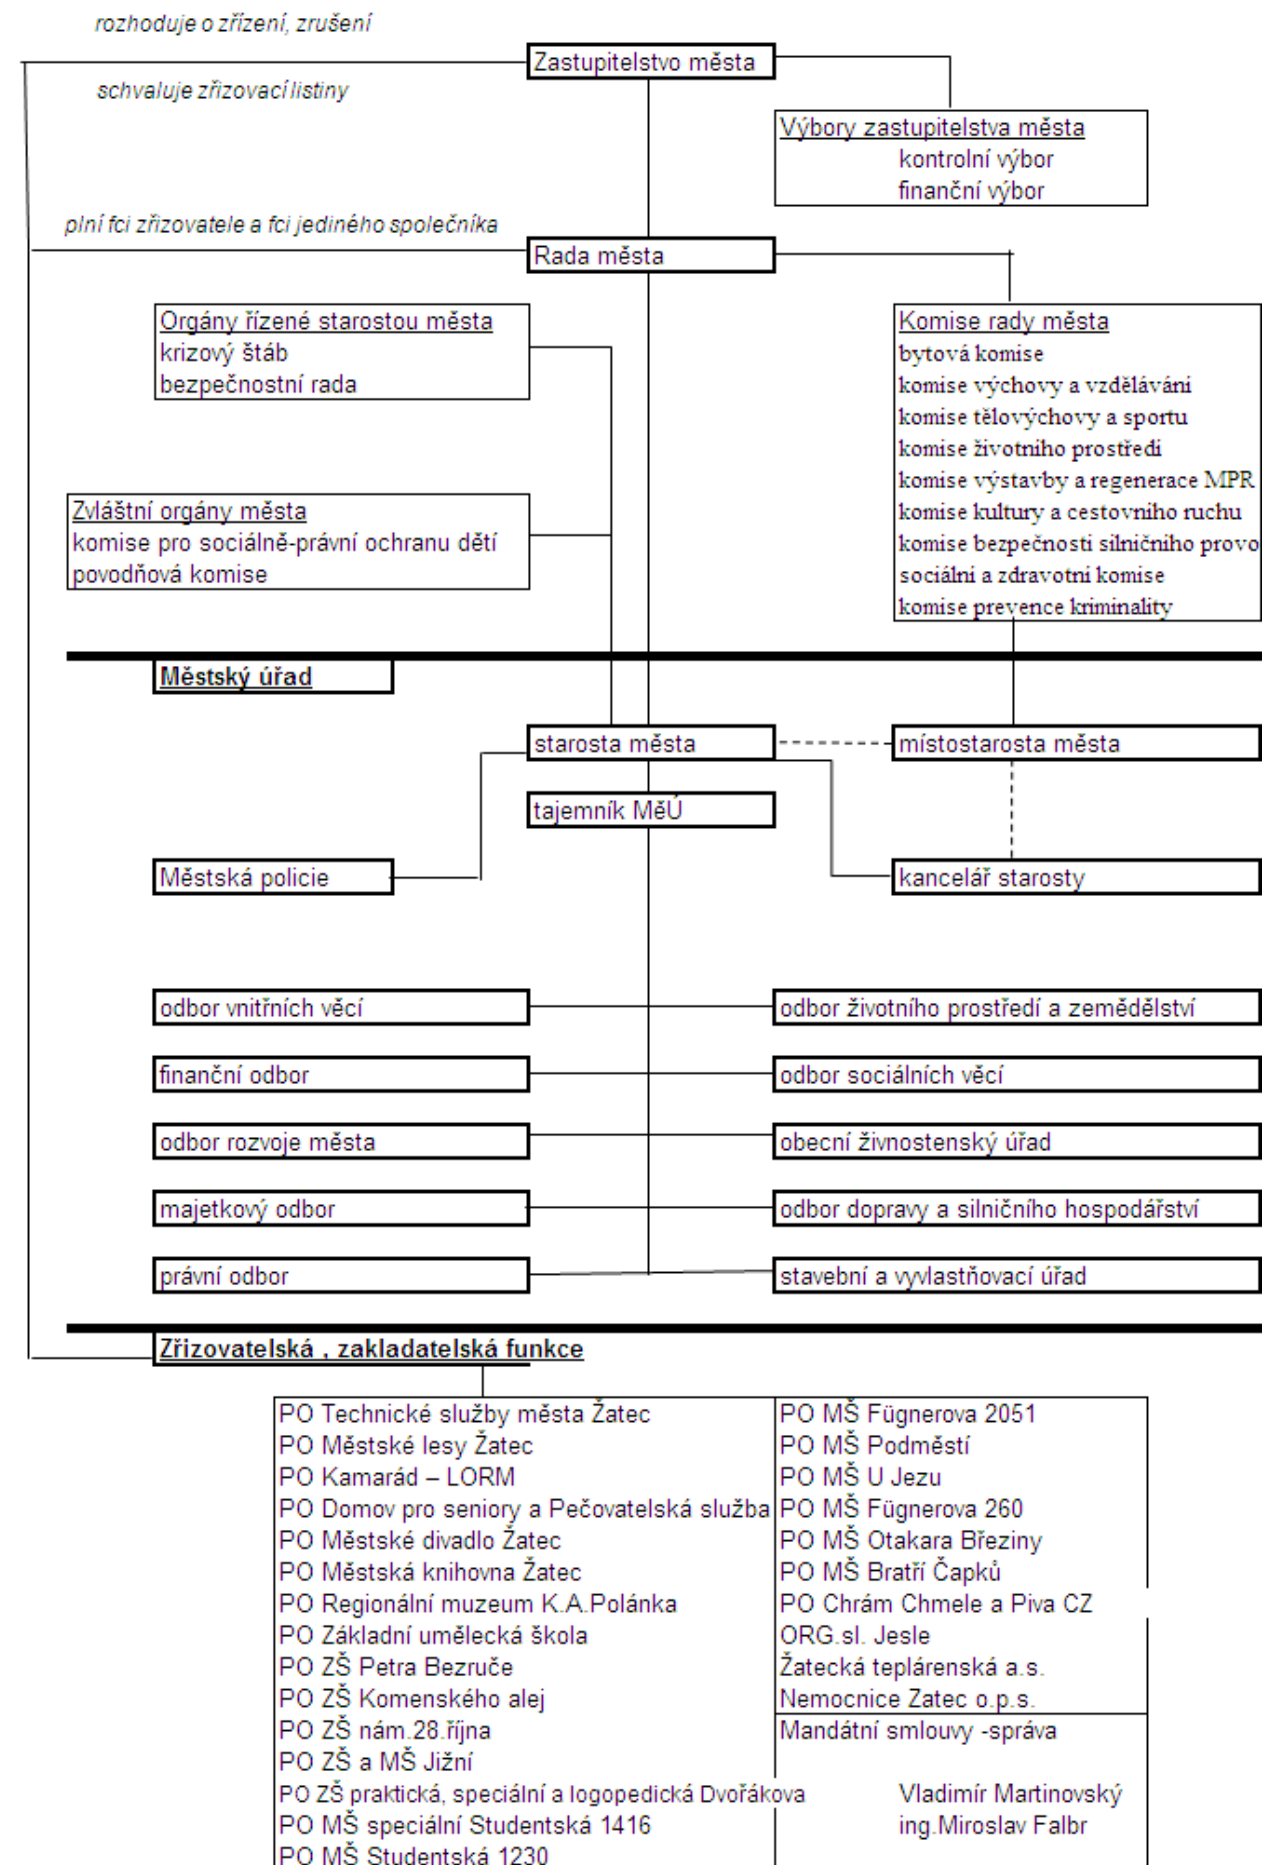 rozhoduje o zřízení, zrušení
Zastupitelstvo města
schvaluje zřizovací listiny
Výbory zastupitelstva města
kontrolní výbor
finanční výbor
plní fci zřizovatele a fci jediného společníka
Rada města
Orgány řízené starostou města
krizový štáb
bezpečnostní rada
Komise rady města
bytová komise
komise výchovy a vzdělávání
komise tělovýchovy a sportu
komise životního prostředí
komise výstavby a regenerace MPR
komise kultury a cestovního ruchu
komise bezpečnosti silničního provo
sociální a zdravotní komise
komise prevence kriminality
Zvláštní orgány města
komise pro sociálně-právní ochranu dětí
povodňová komise
Městský úřad
starosta města
místostarosta města
tajemník MěÚ
Městská policie
kancelář starosty
odbor vnitřních věcí
odbor životního prostředí a zemědělství
finanční odbor
odbor sociálních věcí
odbor rozvoje města
obecní živnostenský úřad
majetkový odbor
odbor dopravy a silničního hospodářství
právní odbor
stavební a vyvlastňovací úřad
Zřizovatelská , zakladatelská funkce
PO Technické služby města Žatec
PO Městské lesy Žatec
PO Kamarád – LORM
PO Domov pro seniory a Pečovatelská služba
PO Městské divadlo Žatec
PO Městská knihovna Žatec
PO Regionální muzeum K.A.Polánka
PO Základní umělecká škola
PO ZŠ Petra Bezruče
PO ZŠ Komenského alej
PO ZŠ nám.28.října
PO ZŠ a MŠ Jižní
PO ZŠ praktická, speciální a logopedická Dvořákova
PO MŠ speciální Studentská 1416
PO MŠ Studentská 1230
PO MŠ Fügnerova 2051
PO MŠ Podměstí
PO MŠ U Jezu
PO MŠ Fügnerova 260
PO MŠ Otakara Březiny
PO MŠ Bratří Čapků
PO Chrám Chmele a Piva CZ
ORG.sl. Jesle
Žatecká teplárenská a.s.
Nemocnice Zatec o.p.s.
Mandátní smlouvy -správa
Vladimír Martinovský
ing.Miroslav Falbr